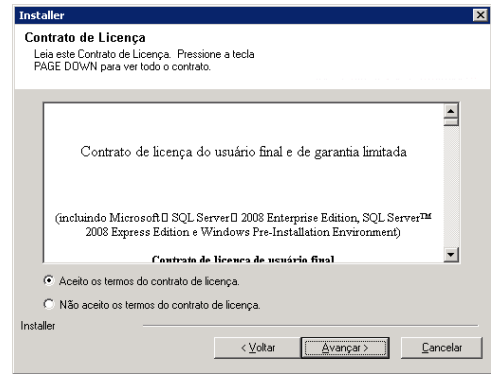 Installer
Contrato de Licença
Leia este Contrato de Licença. Pressione a tecla
PAGE DOWN para ver todo o contrato.
Contrato de licença do usuário final e de garantia limitada
(incluindo Microsoft▯ SQL Server▯ 2008 Enterprise Edition, SQL Server™
2008 Express Edition e Windows Pre-Installation Environment)
Contrato de licença de usuário final
Aceito os termos do contrato de licença.
Não aceito os termos do contrato de licença.
Installer
< Voltar
Avançar >
Cancelar